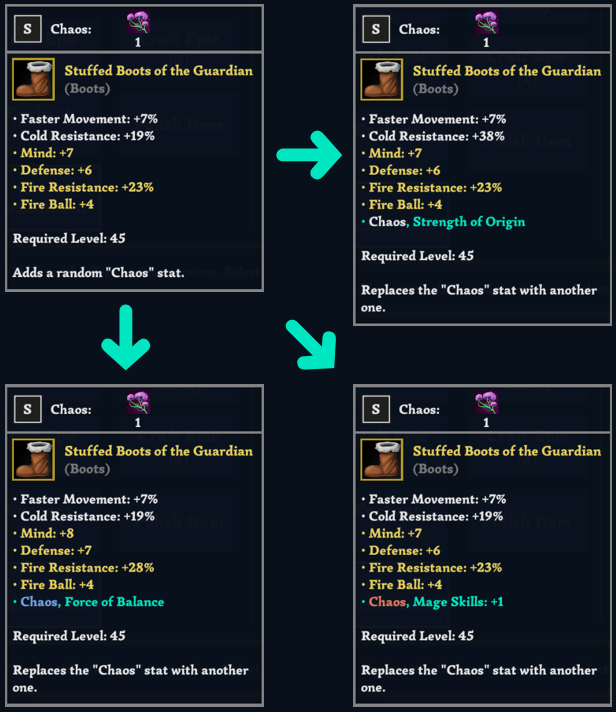 S Chaos:
1
Stuffed Boots of the Guardian
(Boots)
• Faster Movement: +7%
• Cold Resistance: +19%
• Mind: +7
• Defense: +6
• Fire Resistance: +23%
• Fire Ball: +4
Required Level: 45
Adds a random "Chaos" stat.
S Chaos:
1
Stuffed Boots of the Guardian
(Boots)
• Faster Movement: +7%
• Cold Resistance: +38%
• Mind: +7
• Defense: +6
• Fire Resistance: +23%
• Fire Ball: +4
• Chaos, Strength of Origin
Required Level: 45
Replaces the "Chaos" stat with another
one.
S Chaos:
1
Stuffed Boots of the Guardian
(Boots)
• Faster Movement: +7%
• Cold Resistance: +19%
• Mind: +8
• Defense: +7
• Fire Resistance: +28%
• Fire Ball: +4
• Chaos, Force of Balance
Required Level: 45
Replaces the "Chaos" stat with another
one.
S Chaos:
1
Stuffed Boots of the Guardian
(Boots)
• Faster Movement: +7%
• Cold Resistance: +19%
• Mind: +7
• Defense: +6
• Fire Resistance: +23%
• Fire Ball: +4
• Chaos, Mage Skills: +1
Required Level: 45
Replaces the "Chaos" stat with another
one.